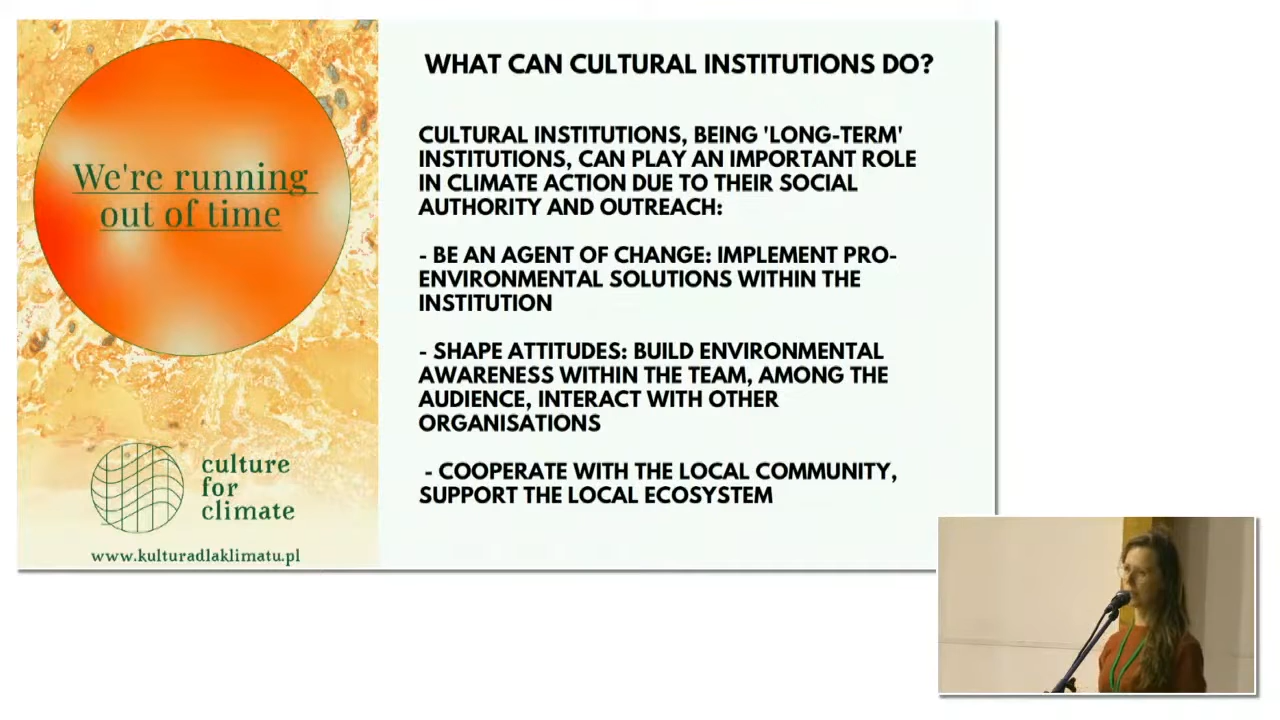 We're running
out of time
culture
for
climate
www.kulturadlaklimatu.pl
WHAT CAN CULTURAL INSTITUTIONS DO?
CULTURAL INSTITUTIONS, BEING 'LONG-TERM'
INSTITUTIONS, CAN PLAY AN IMPORTANT ROLE
IN CLIMATE ACTION DUE TO THEIR SOCIAL
AUTHORITY AND OUTREACH:
- BE AN AGENT OF CHANGE: IMPLEMENT PRO-
ENVIRONMENTAL SOLUTIONS WITHIN THE
INSTITUTION
- SHAPE ATTITUDES: BUILD ENVIRONMENTAL
AWARENESS WITHIN THE TEAM, AMONG THE
AUDIENCE, INTERACT WITH OTHER
ORGANISATIONS
- COOPERATE WITH THE LOCAL COMMUNITY,
SUPPORT THE LOCAL ECOSYSTEM